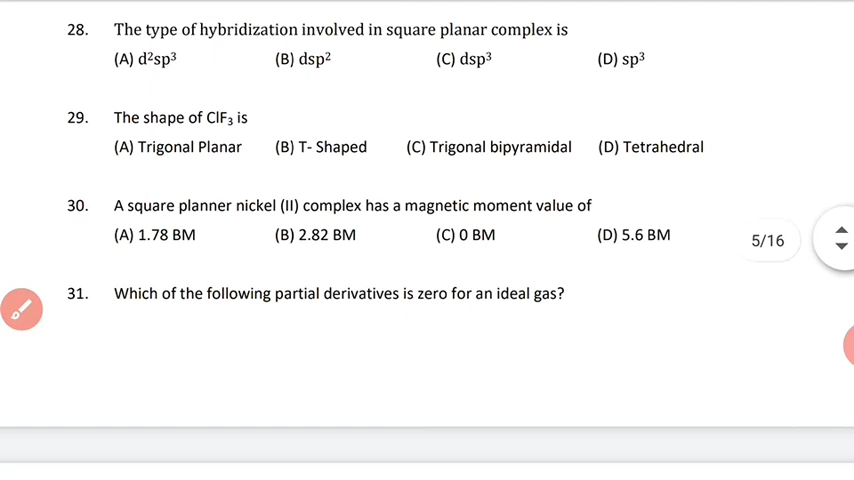 28. The type of hybridization involved in square planar complex is
(A) d²sp³ (B) dsp² (C) dsp³ (D) sp³
29. The shape of ClF₃ is
(A) Trigonal Planar (B) T- Shaped (C) Trigonal bipyramidal (D) Tetrahedral
30. A square planner nickel (II) complex has a magnetic moment value of
(A) 1.78 BM (B) 2.82 BM (C) 0 BM (D) 5.6 BM
5/16
31. Which of the following partial derivatives is zero for an ideal gas?